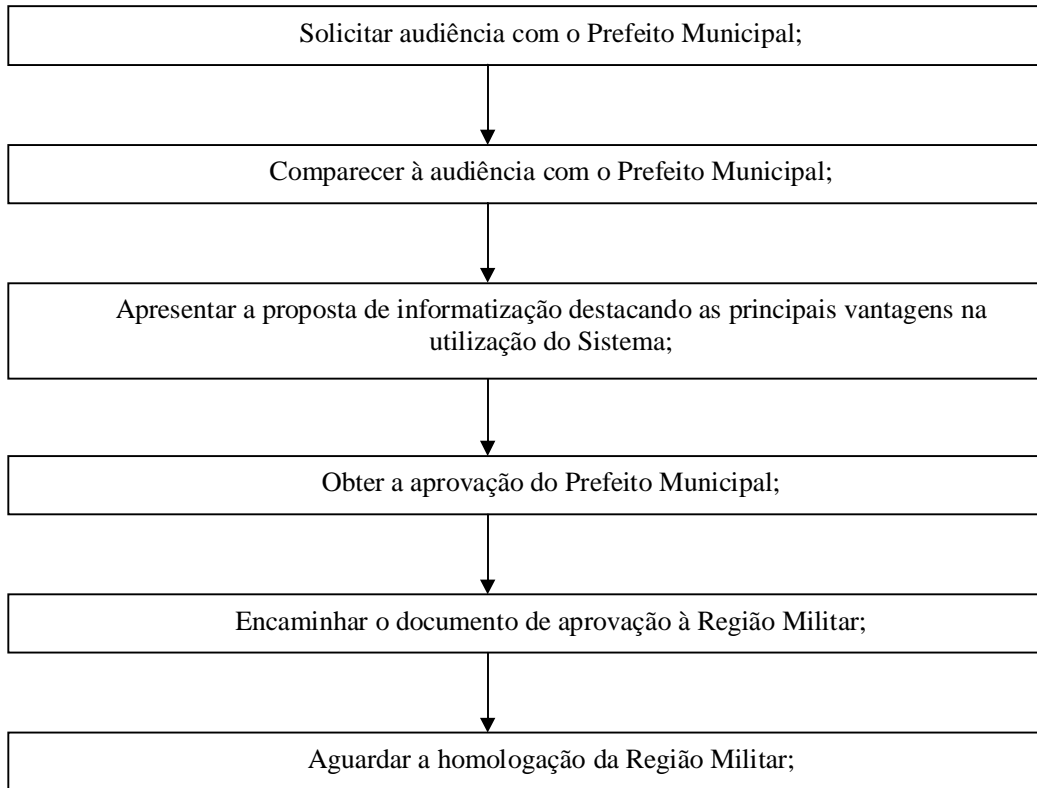 Solicitar audiência com o Prefeito Municipal;
Comparecer à audiência com o Prefeito Municipal;
Apresentar a proposta de informatização destacando as principais vantagens na
utilização do Sistema;
Obter a aprovação do Prefeito Municipal;
Encaminhar o documento de aprovação à Região Militar;
Aguardar a homologação da Região Militar;